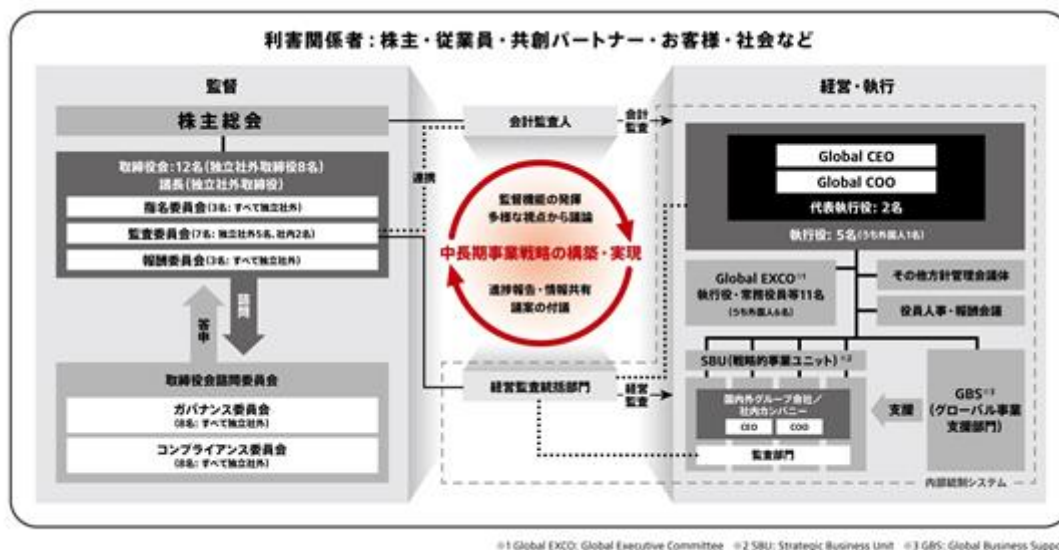 利害関係者：株主・従業員・共創パートナー・お客様・社会など
監督
株主総会
取締役会：12名（独立社外取締役8名）
議長（独立社外取締役）
指名委員会（3名：すべて独立社外）
監査委員会（7名：独立社外5名、社内2名）
報酬委員会（3名：すべて独立社外）
諮問
答申
取締役会諮問委員会
ガバナンス委員会
（8名：すべて独立社外）
コンプライアンス委員会
（8名：すべて独立社外）
会計監査人
連携
会計
監査
監督機能の発揮
多様な視点から議論
中長期事業戦略の構築・実現
進捗報告・情報共有
議案の付議
経営監査統括部門
経営
監査
経営・執行
Global CEO
Global COO
代表執行役：2名
執行役：5名（うち外国人1名）
Global EXCO※1
執行役・常務役員等11名
（うち外国人6名）
その他方針管理会議体
役員人事・報酬会議
SBU（戦略的事業ユニット）※2
国内外グループ会社／
社内カンパニー
CEO
COO
監査部門
支援
GBS※3
（グローバル事業
支援部門）
内部統制システム
※1 Global EXCO: Global Executive Committee ※2 SBU: Strategic Business Unit ※3 GBS: Global Business Suppo